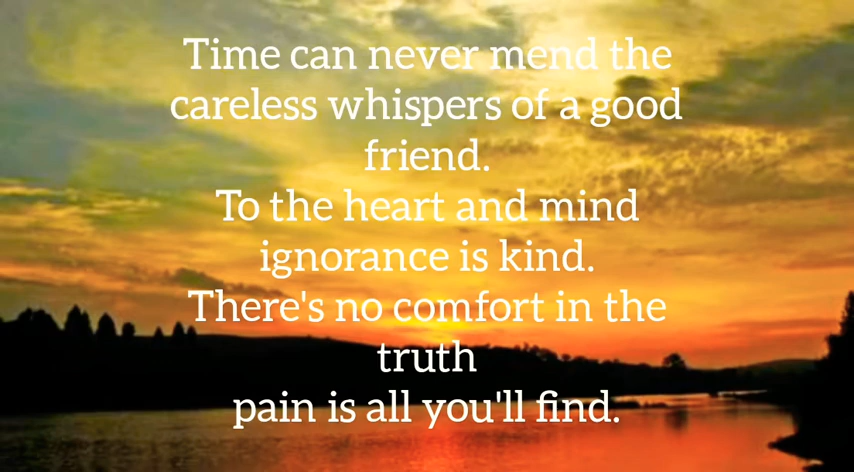 Time can never mend the
careless whispers of a good
friend.
To the heart and mind
ignorance is kind.
There's no comfort in the
truth
pain is all you'll find.